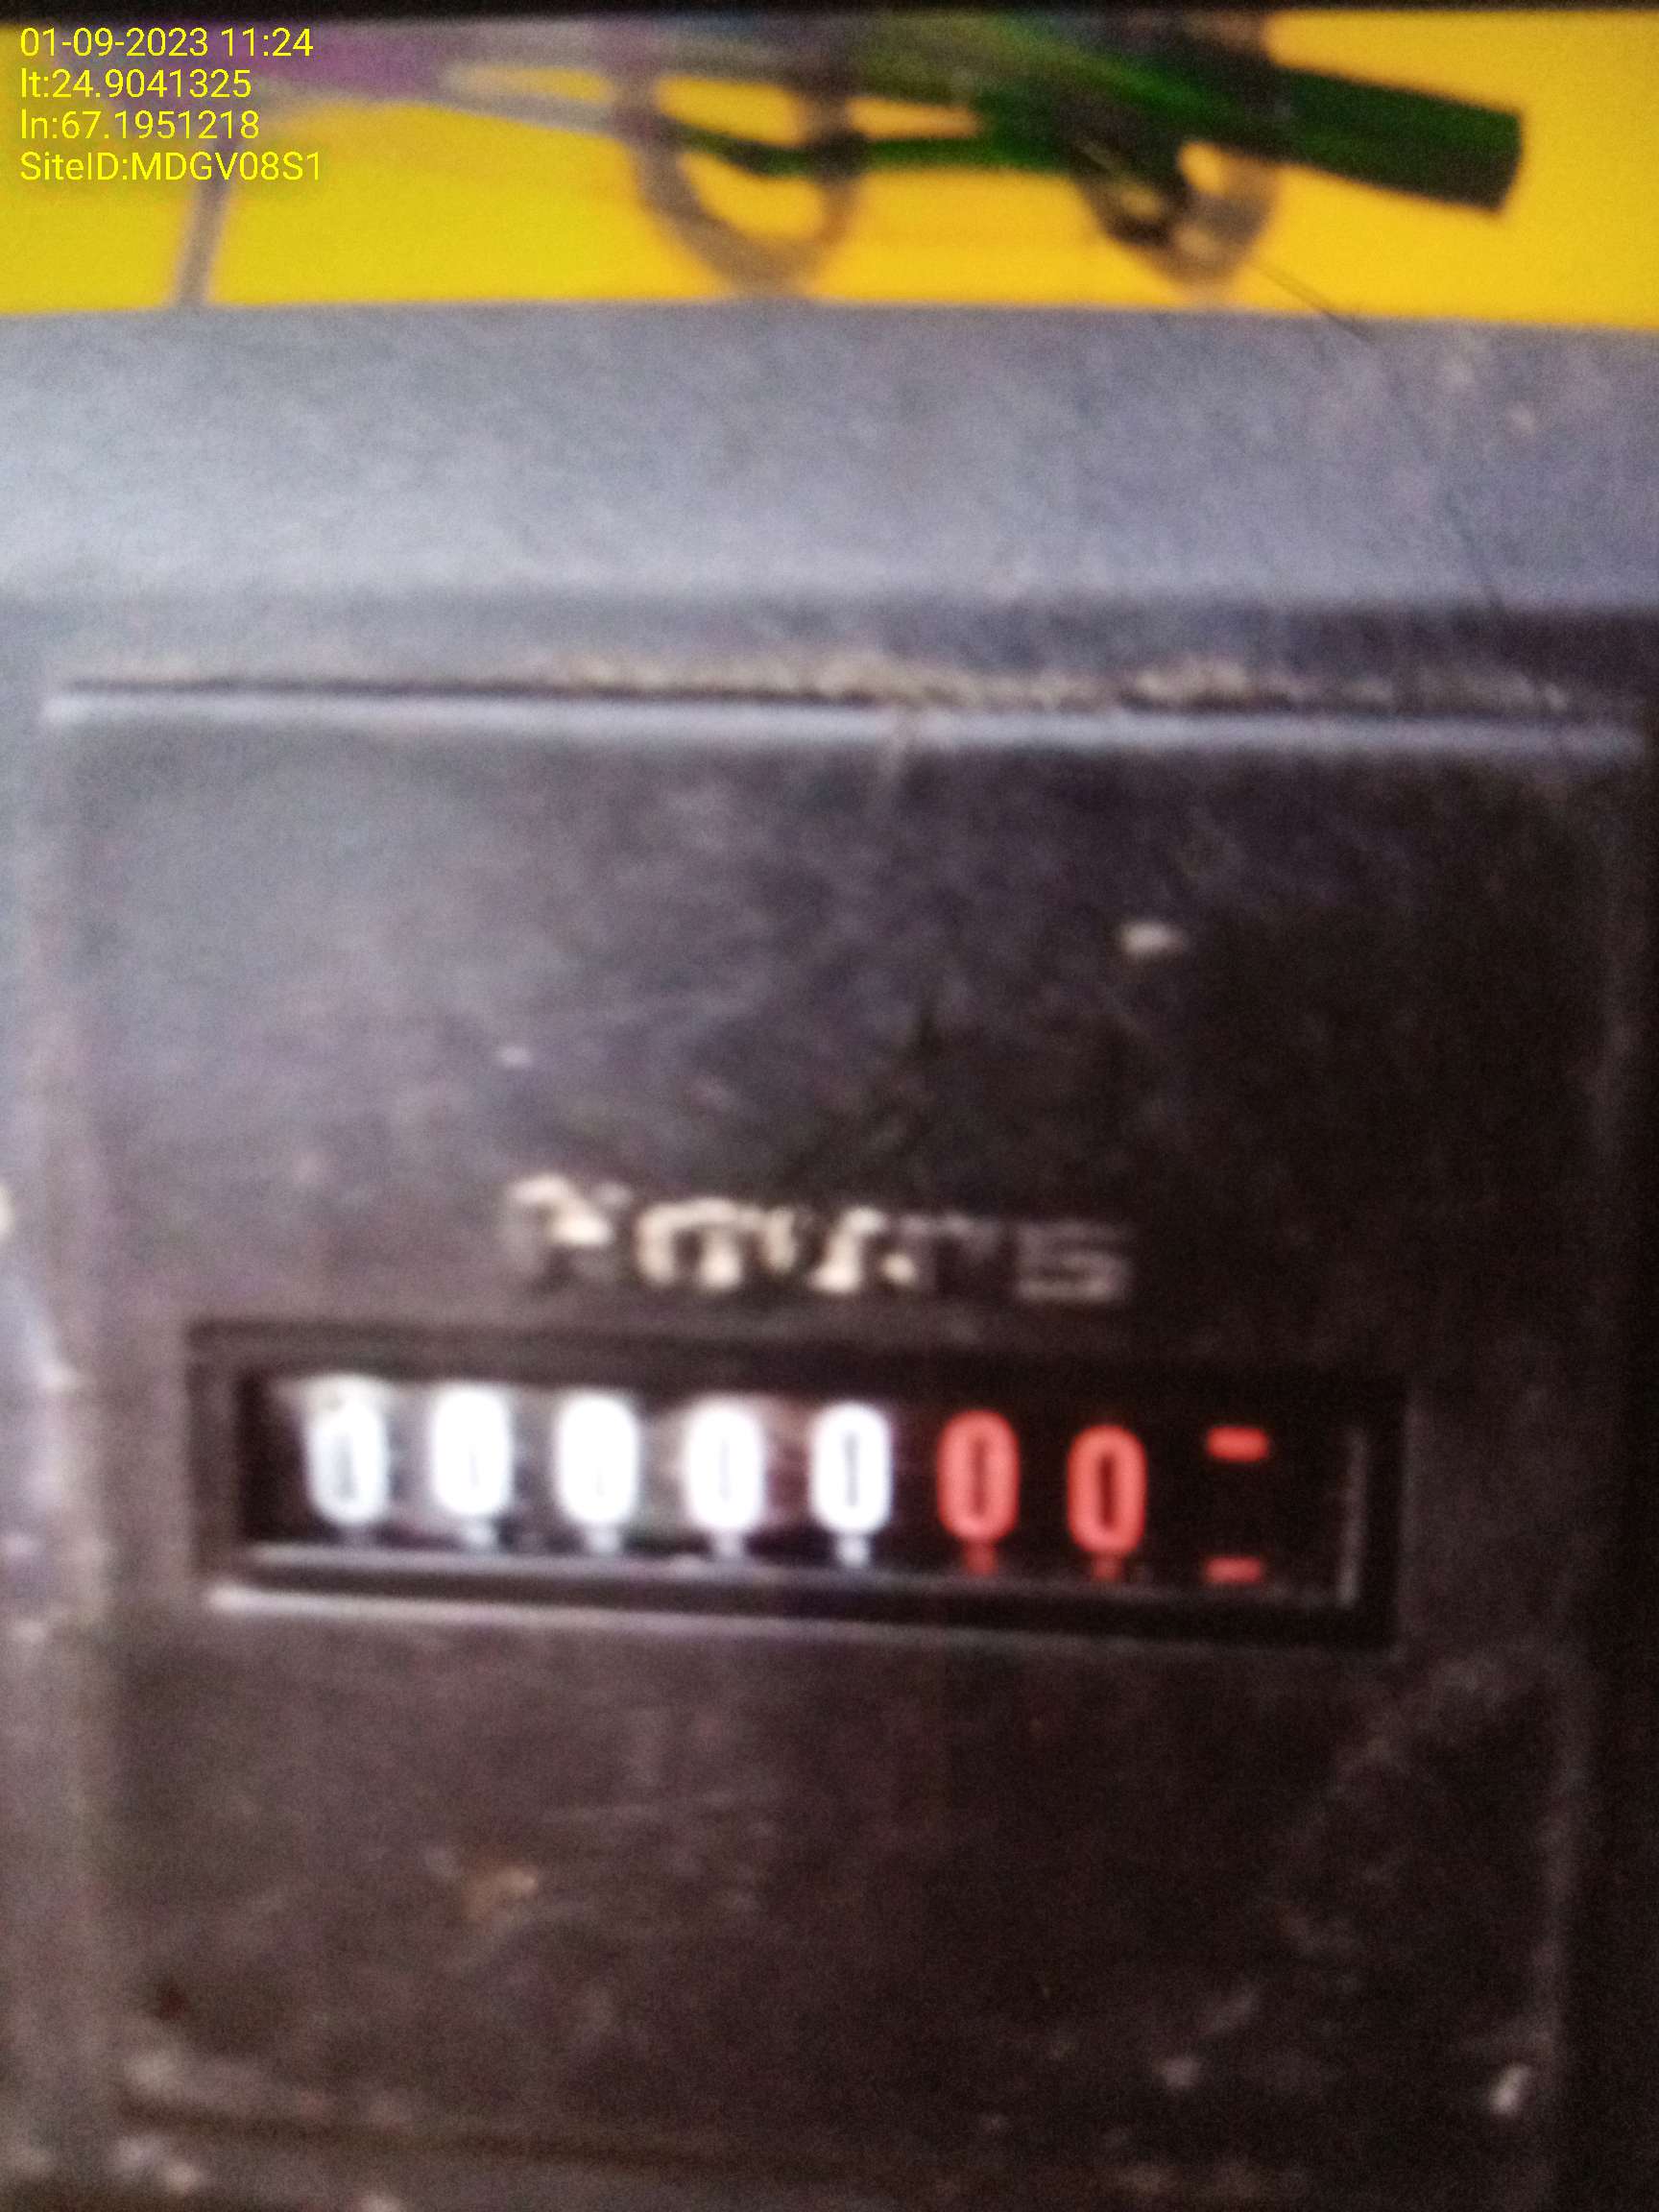 01-09-2023 11:24
lt:24.9041325
ln:67.1951218
SiteID:MDGV08S1
Hours
0000000